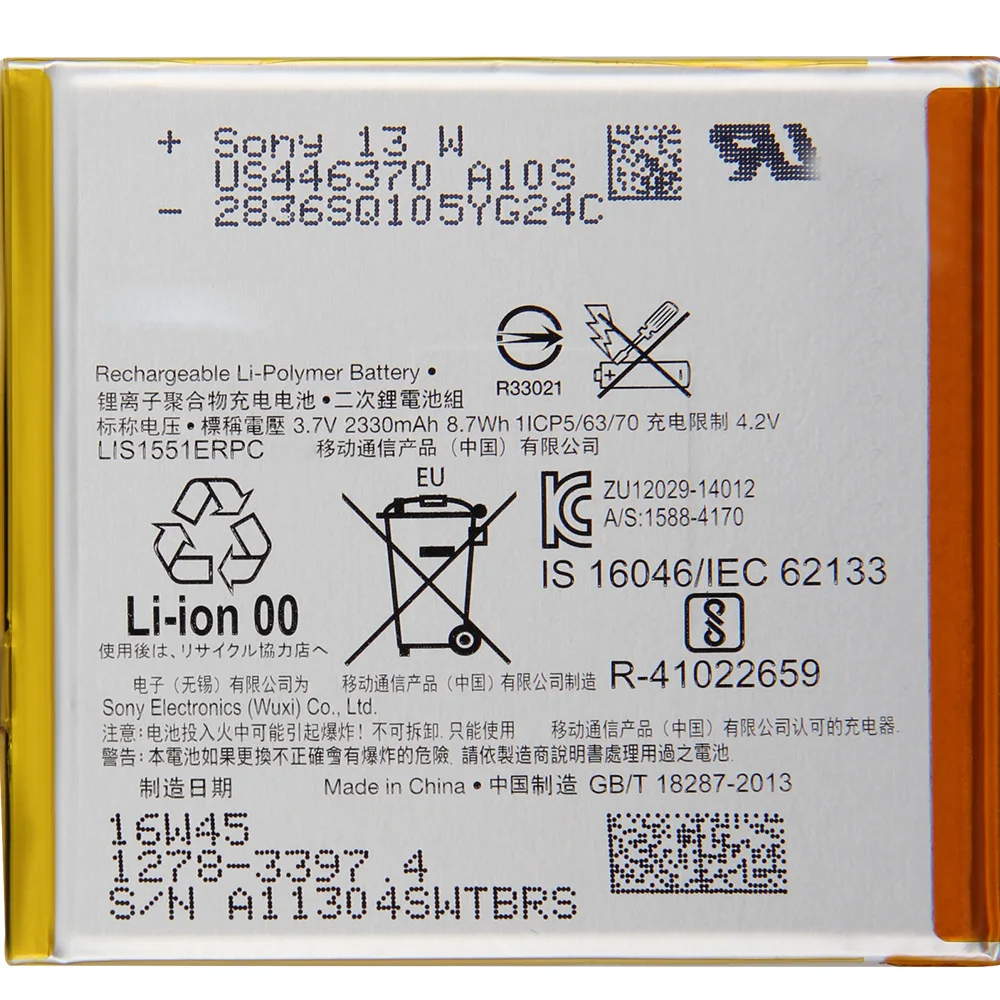 + Sony 13 W
US446370 A10S
- 2836SQ105YG24C
R33021
Rechargeable Li-Polymer Battery •
锂离子聚合物充电电池 • 二次鋰電池組
标称电压 • 標稱電壓 3.7V 2330mAh 8.7Wh 1ICP5/63/70 充电限制 4.2V
LIS1551ERPC 移动通信产品（中国）有限公司
EU
ZU12029-14012
A/S:1588-4170
IS 16046/IEC 62133
Li-ion 00
使用後は、リサイクル協力店へ
R-41022659
电子（无锡）有限公司为 移动通信产品（中国）有限公司制造
Sony Electronics (Wuxi) Co., Ltd.
注意:电池投入火中可能引起爆炸! 不可拆卸. 只能使用 移动通信产品（中国）有限公司认可的充电器.
警告: 本電池如果更換不正確會有爆炸的危險. 請依製造商說明書處理用過之電池.
制造日期 Made in China • 中国制造 GB/T 18287-2013
16W45
1278-3397.4
S/N A11304SWTBRS